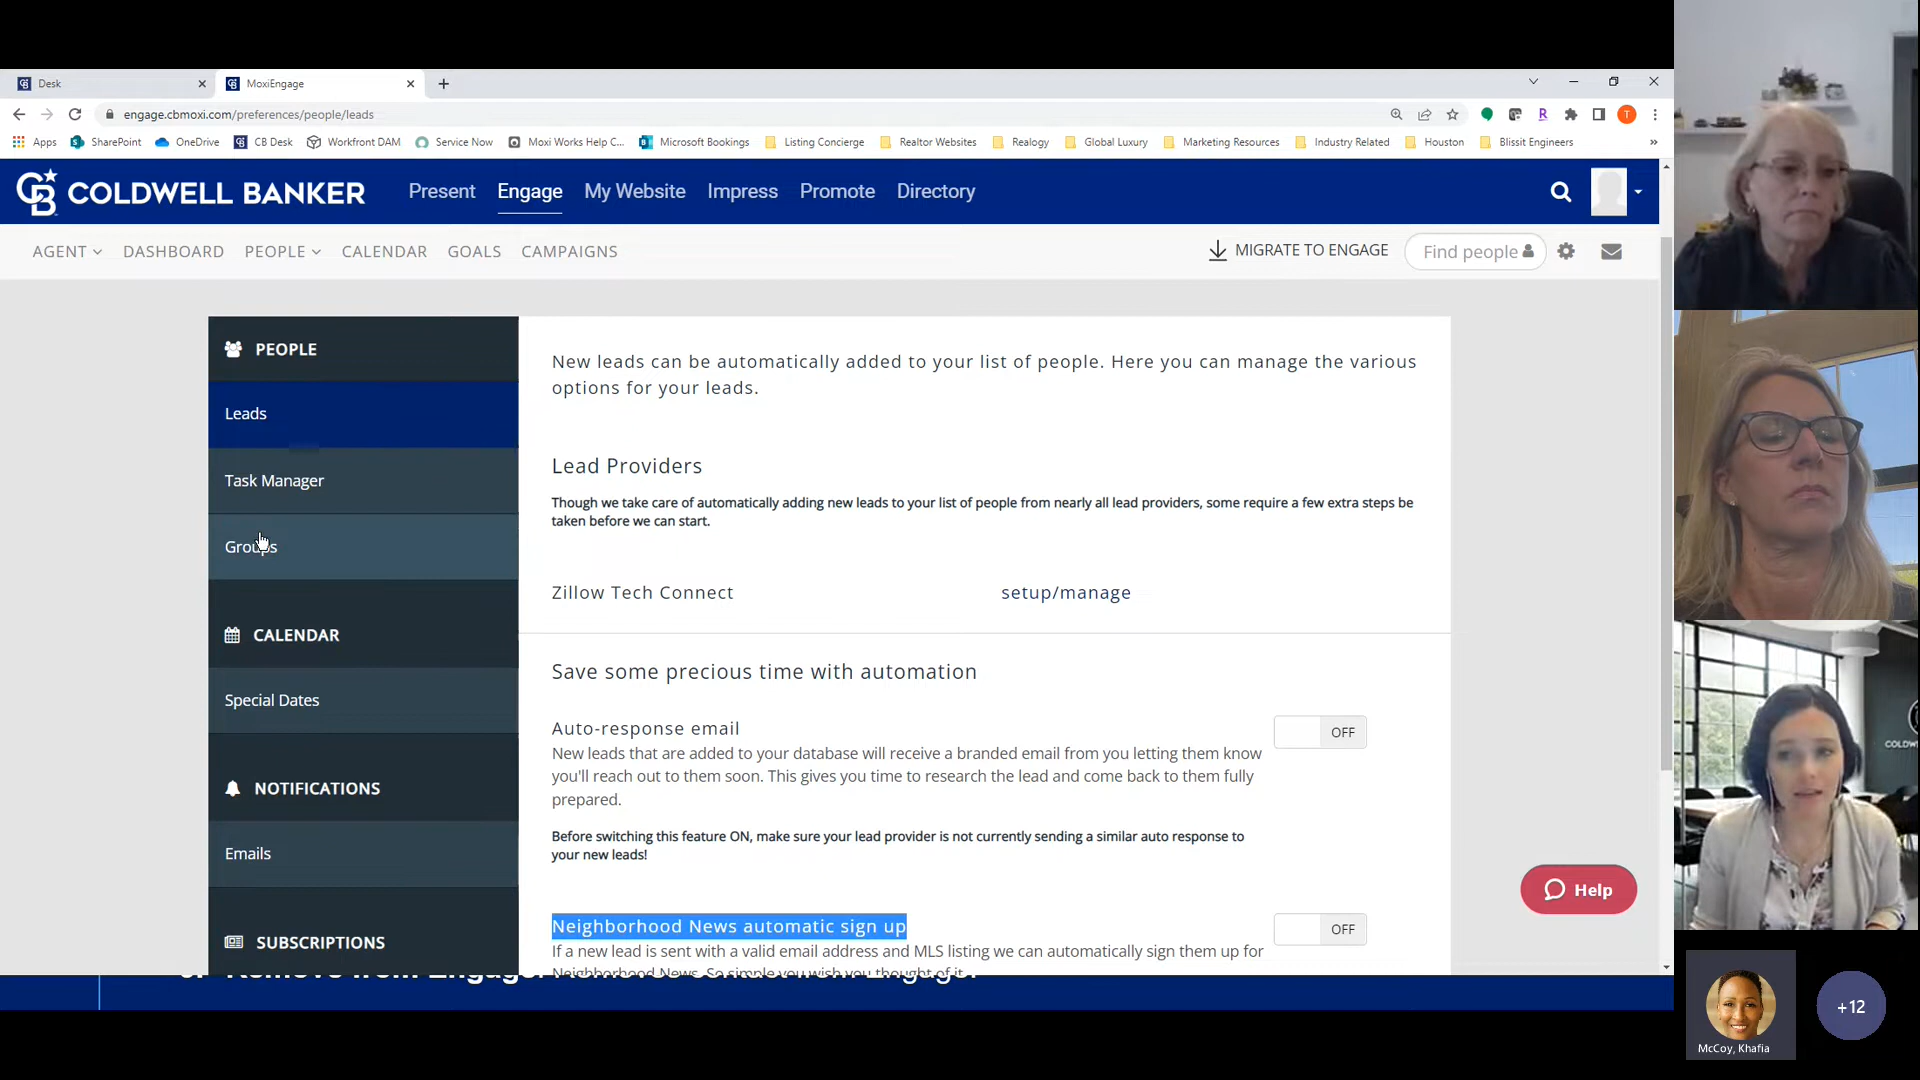 Desk
MoxiEngage
engage.cbmoxi.com/preferences/people/leads
T
Apps SharePoint OneDrive CB Desk Workfront DAM Service Now Moxi Works Help C... Microsoft Bookings Listing Concierge Realtor Websites Realogy Global Luxury Marketing Resources Industry Related Houston Blissit Engineers »
COLDWELL BANKER Present Engage My Website Impress Promote Directory
AGENT DASHBOARD PEOPLE CALENDAR GOALS CAMPAIGNS MIGRATE TO ENGAGE Find people
PEOPLE
Leads
Task Manager
Groups
CALENDAR
Special Dates
NOTIFICATIONS
Emails
SUBSCRIPTIONS
New leads can be automatically added to your list of people. Here you can manage the various
options for your leads.
Lead Providers
Though we take care of automatically adding new leads to your list of people from nearly all lead providers, some require a few extra steps be
taken before we can start.
Zillow Tech Connect setup/manage
Save some precious time with automation
Auto-response email OFF
New leads that are added to your database will receive a branded email from you letting them know
you'll reach out to them soon. This gives you time to research the lead and come back to them fully
prepared.
Before switching this feature ON, make sure your lead provider is not currently sending a similar auto response to
your new leads!
Neighborhood News automatic sign up OFF
If a new lead is sent with a valid email address and MLS listing we can automatically sign them up for
Neighborhood News. So simple you wish you thought of it.
Help
McCoy, Khafia
+12